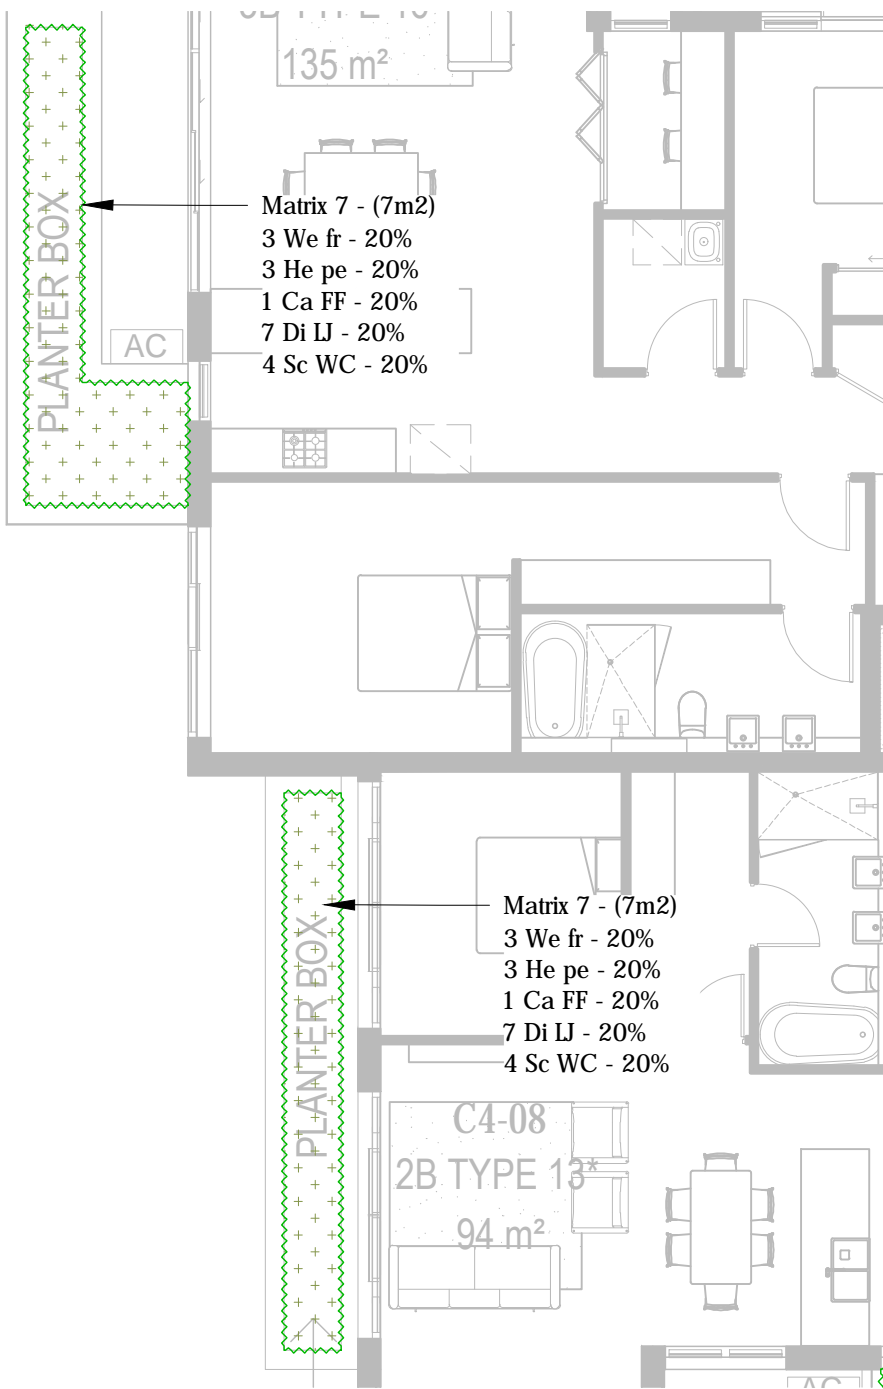 135 m²
Matrix 7 - (7m2)
3 We fr - 20%
3 He pe - 20%
1 Ca FF - 20%
7 Di LJ - 20%
4 Sc WC - 20%
PLANTER BOX
AC
Matrix 7 - (7m2)
3 We fr - 20%
3 He pe - 20%
1 Ca FF - 20%
7 Di LJ - 20%
4 Sc WC - 20%
PLANTER BOX
C4-08
2B TYPE 13*
94 m²
AC